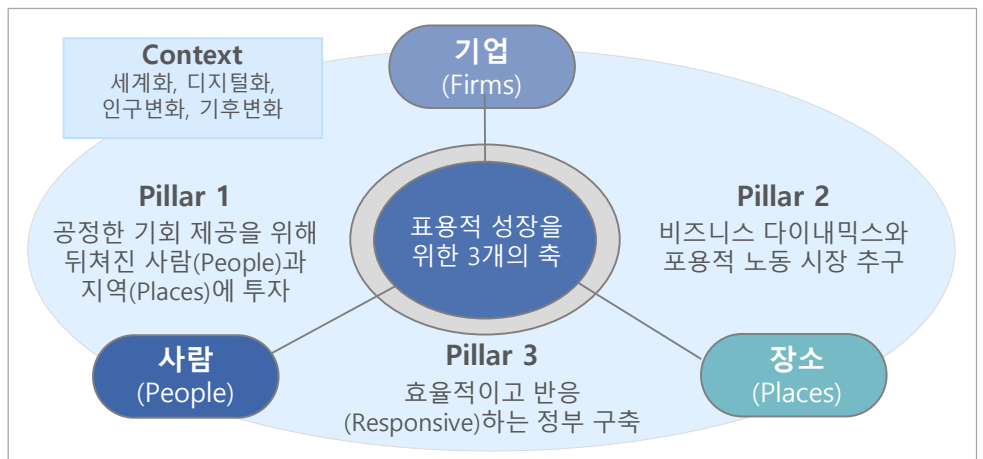 Context
세계화, 디지털화,
인구변화, 기후변화
기업
(Firms)
Pillar 1
공정한 기회 제공을 위해
뒤쳐진 사람(People)과
지역(Places)에 투자
표용적 성장을
위한 3개의 축
Pillar 2
비즈니스 다이내믹스와
포용적 노동 시장 추구
사람
(People)
Pillar 3
효율적이고 반응
(Responsive)하는 정부 구축
장소
(Places)